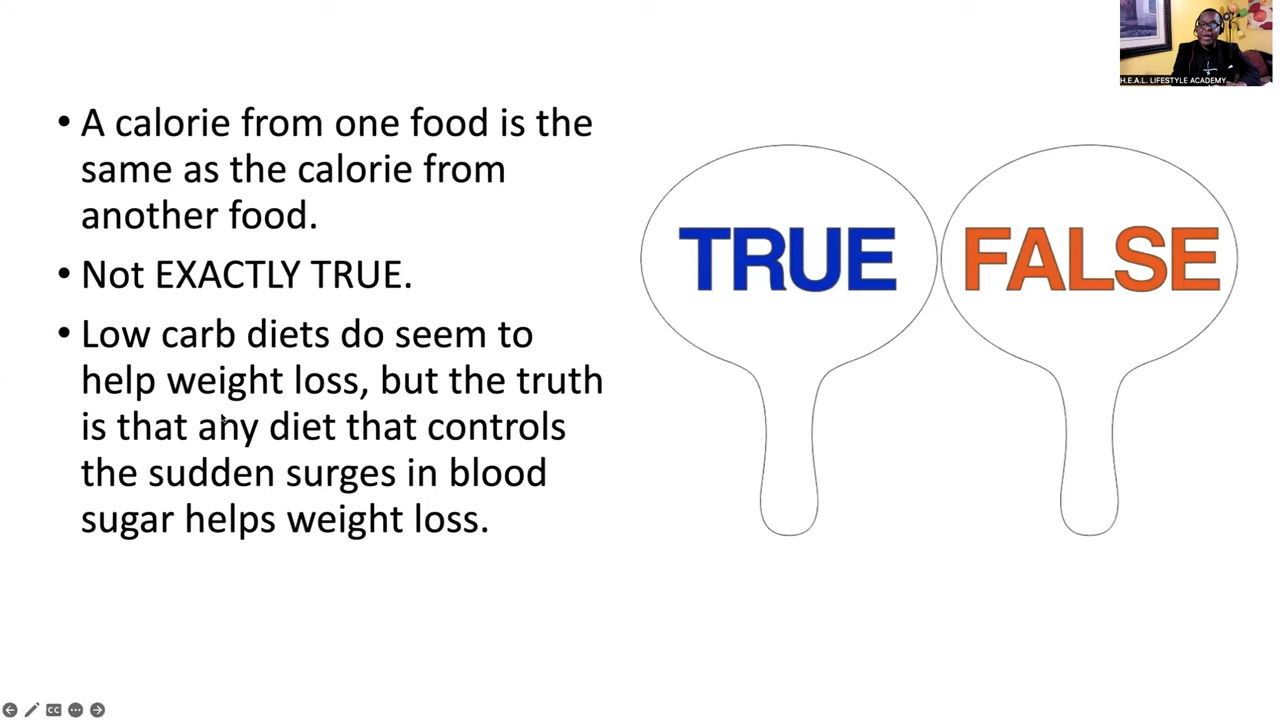 H.E.A.L. LIFESTYLE ACADEMY
• A calorie from one food is the
same as the calorie from
another food.
• Not EXACTLY TRUE.
• Low carb diets do seem to
help weight loss, but the truth
is that any diet that controls
the sudden surges in blood
sugar helps weight loss.
TRUE
FALSE
CC